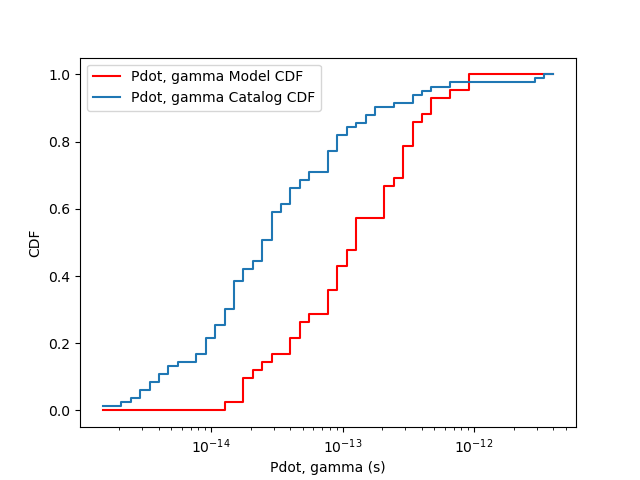 Pdot, gamma Model CDF
Pdot, gamma Catalog CDF
1.0
0.8
0.6
0.4
0.2
0.0
CDF
10⁻¹⁴ 10⁻¹³ 10⁻¹²
Pdot, gamma (s)